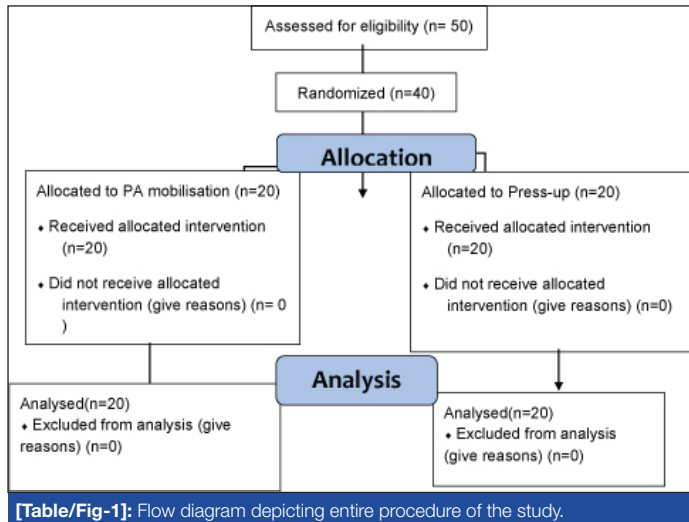 Assessed for eligibility (n= 50)
Randomized (n=40)
Allocation
Allocated to PA mobilisation (n=20)
♦ Received allocated intervention
(n=20)
♦ Did not receive allocated
intervention (give reasons) (n= 0
)
Allocated to Press-up (n=20)
♦ Received allocated intervention
(n=20)
♦ Did not receive allocated
intervention (give reasons) (n=0)
Analysis
Analysed(n=20)
♦ Excluded from analysis (give
reasons) (n=0)
Analysed(n=20)
♦ Excluded from analysis
(give reasons) (n=0)
[Table/Fig-1]: Flow diagram depicting entire procedure of the study.